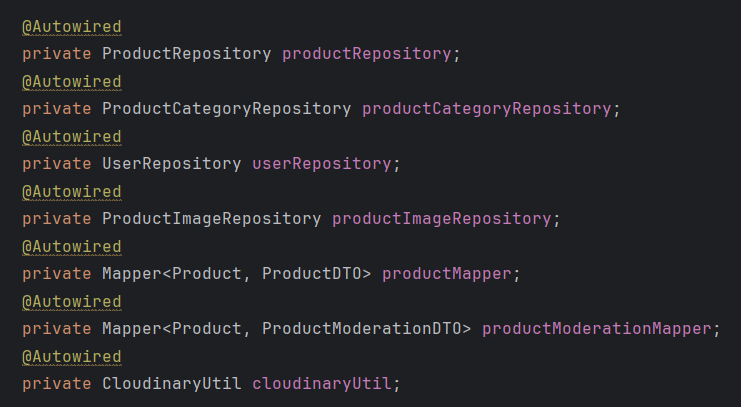 @Autowired
private ProductRepository productRepository;
@Autowired
private ProductCategoryRepository productCategoryRepository;
@Autowired
private UserRepository userRepository;
@Autowired
private ProductImageRepository productImageRepository;
@Autowired
private Mapper<Product, ProductDTO> productMapper;
@Autowired
private Mapper<Product, ProductModerationDTO> productModerationMapper;
@Autowired
private CloudinaryUtil cloudinaryUtil;